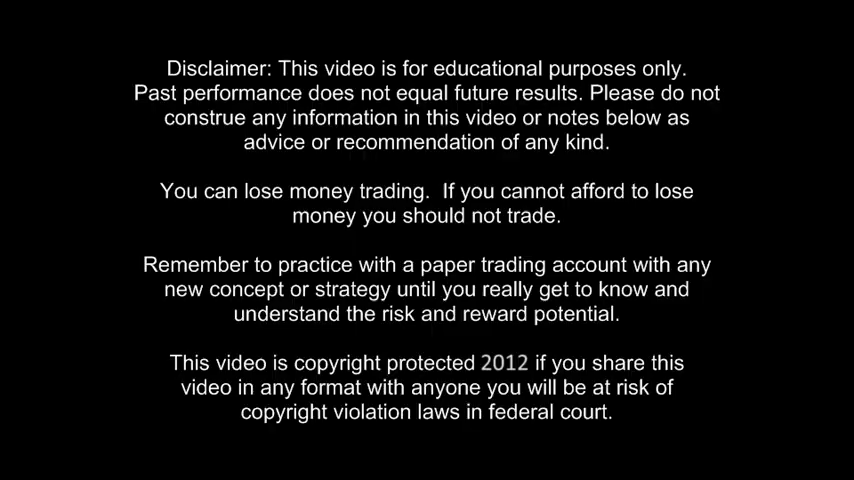 Disclaimer: This video is for educational purposes only.
Past performance does not equal future results. Please do not
construe any information in this video or notes below as
advice or recommendation of any kind.
You can lose money trading.  If you cannot afford to lose
money you should not trade.
Remember to practice with a paper trading account with any
new concept or strategy until you really get to know and
understand the risk and reward potential.
This video is copyright protected 2012 if you share this
video in any format with anyone you will be at risk of
copyright violation laws in federal court.